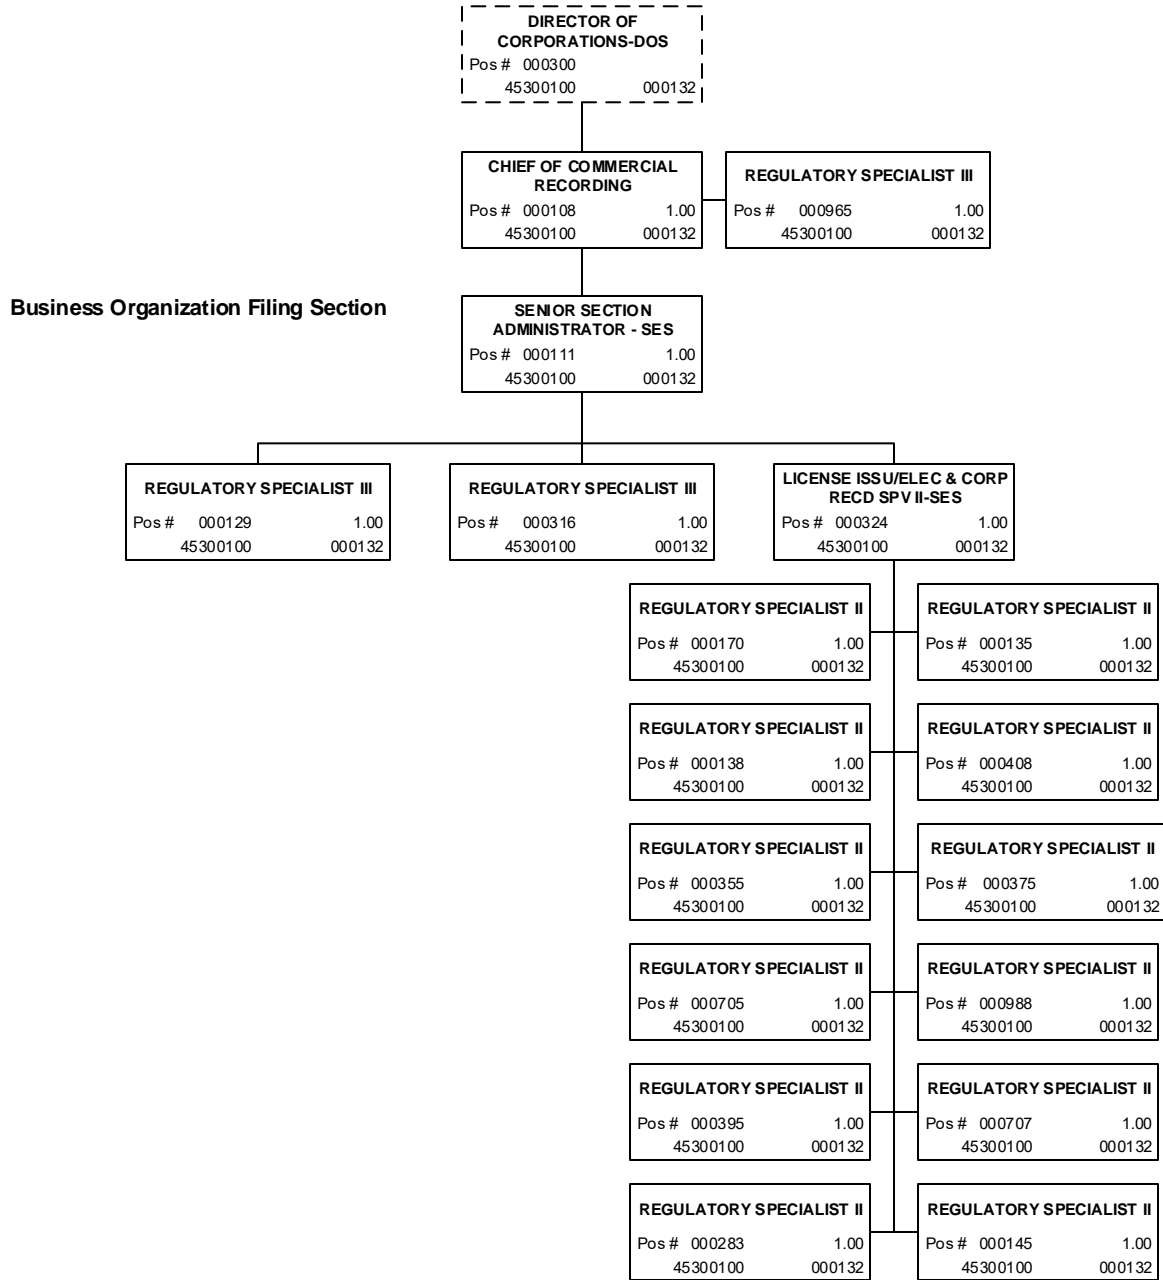 DIRECTOR OF
CORPORATIONS-DOS
Pos # 000300
45300100 000132
CHIEF OF COMMERCIAL
RECORDING
Pos # 000108 1.00
45300100 000132
REGULATORY SPECIALIST III
Pos # 000965 1.00
45300100 000132
Business Organization Filing Section
SENIOR SECTION
ADMINISTRATOR - SES
Pos # 000111 1.00
45300100 000132
REGULATORY SPECIALIST III
Pos # 000129 1.00
45300100 000132
REGULATORY SPECIALIST III
Pos # 000316 1.00
45300100 000132
LICENSE ISSU/ELEC & CORP
RECD SPV II-SES
Pos # 000324 1.00
45300100 000132
REGULATORY SPECIALIST II
Pos # 000170 1.00
45300100 000132
REGULATORY SPECIALIST II
Pos # 000135 1.00
45300100 000132
REGULATORY SPECIALIST II
Pos # 000138 1.00
45300100 000132
REGULATORY SPECIALIST II
Pos # 000408 1.00
45300100 000132
REGULATORY SPECIALIST II
Pos # 000355 1.00
45300100 000132
REGULATORY SPECIALIST II
Pos # 000375 1.00
45300100 000132
REGULATORY SPECIALIST II
Pos # 000705 1.00
45300100 000132
REGULATORY SPECIALIST II
Pos # 000988 1.00
45300100 000132
REGULATORY SPECIALIST II
Pos # 000395 1.00
45300100 000132
REGULATORY SPECIALIST II
Pos # 000707 1.00
45300100 000132
REGULATORY SPECIALIST II
Pos # 000283 1.00
45300100 000132
REGULATORY SPECIALIST II
Pos # 000145 1.00
45300100 000132